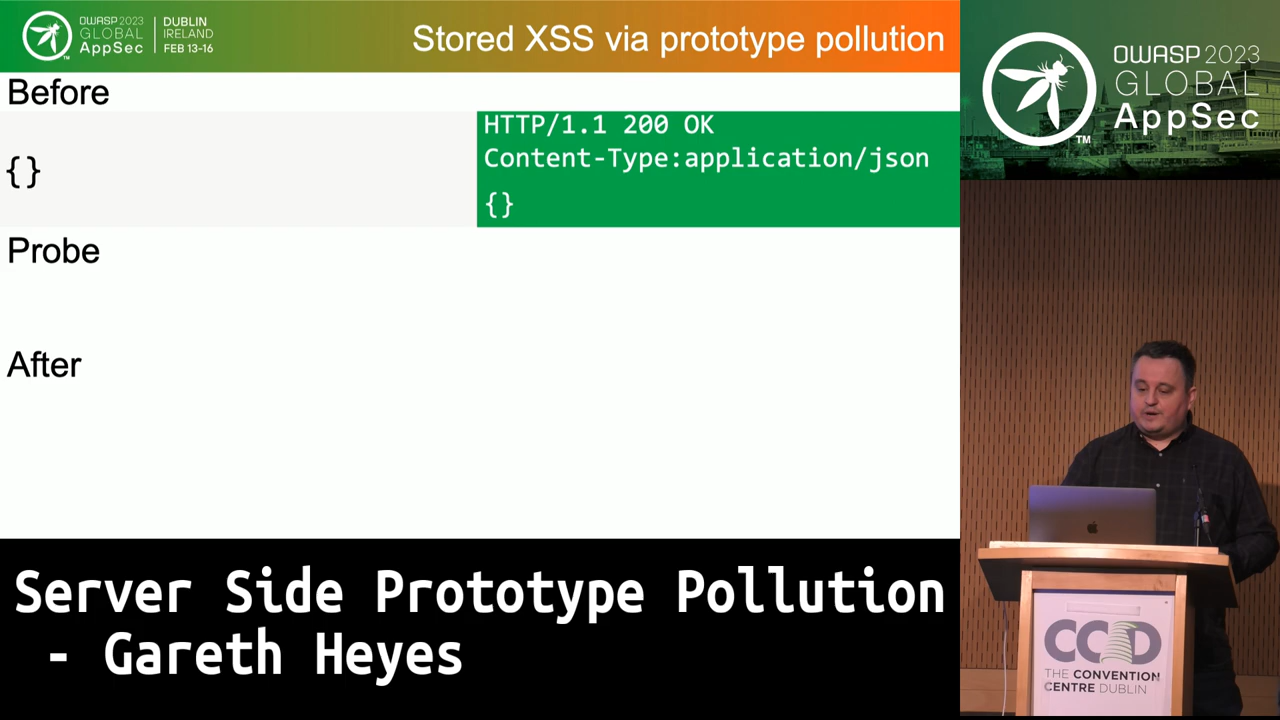 OWASP 2023
GLOBAL
AppSec
DUBLIN
IRELAND
FEB 13-16
Stored XSS via prototype pollution
Before
{}
HTTP/1.1 200 OK
Content-Type:application/json
{}
Probe
After
Server Side Prototype Pollution
- Gareth Heyes
OWASP 2023
GLOBAL
AppSec
TM
CCD
THE CONVENTION
CENTRE DUBLIN